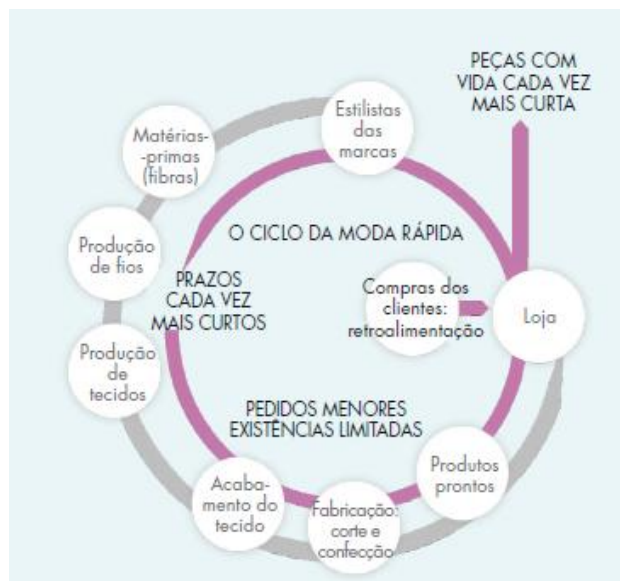 PEÇAS COM
VIDA CADA VEZ
MAIS CURTA
Estilistas
das
marcas
Matérias-
-primas
(fibras)
O CICLO DA MODA RÁPIDA
Produção
de fios
PRAZOS
CADA VEZ
MAIS CURTOS
Compras dos
clientes:
retroalimentação
Loja
Produção
de
tecidos
PEDIDOS MENORES
EXISTÊNCIAS LIMITADAS
Produtos
prontos
Acaba-
mento do
tecido
Fabricação:
corte e
confecção